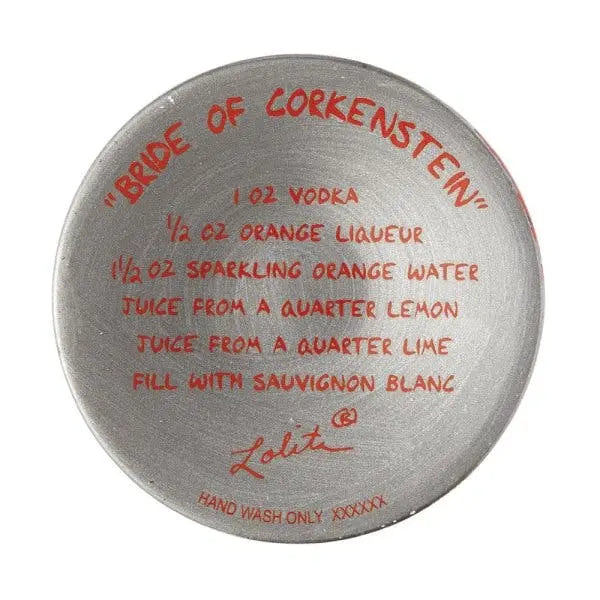 "BRIDE OF CORKENSTEIN"
1 OZ VODKA
1/2 OZ ORANGE LIQUEUR
1 1/2 OZ SPARKLING ORANGE WATER
JUICE FROM A QUARTER LEMON
JUICE FROM A QUARTER LIME
FILL WITH SAUVIGNON BLANC
Lolita ®
HAND WASH ONLY XXXXXX